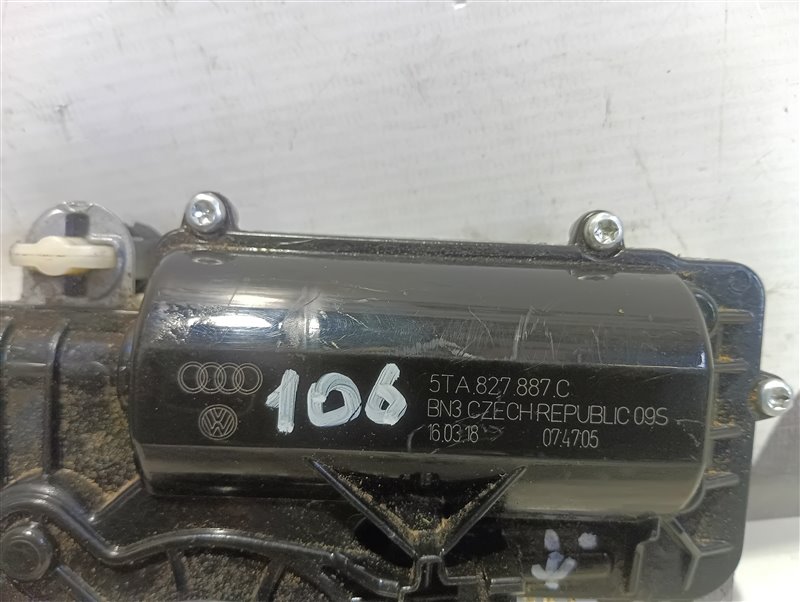 106
5TA.827.887.C
BN3 CZECH REPUBLIC 09S
16.03.18 07:47:05